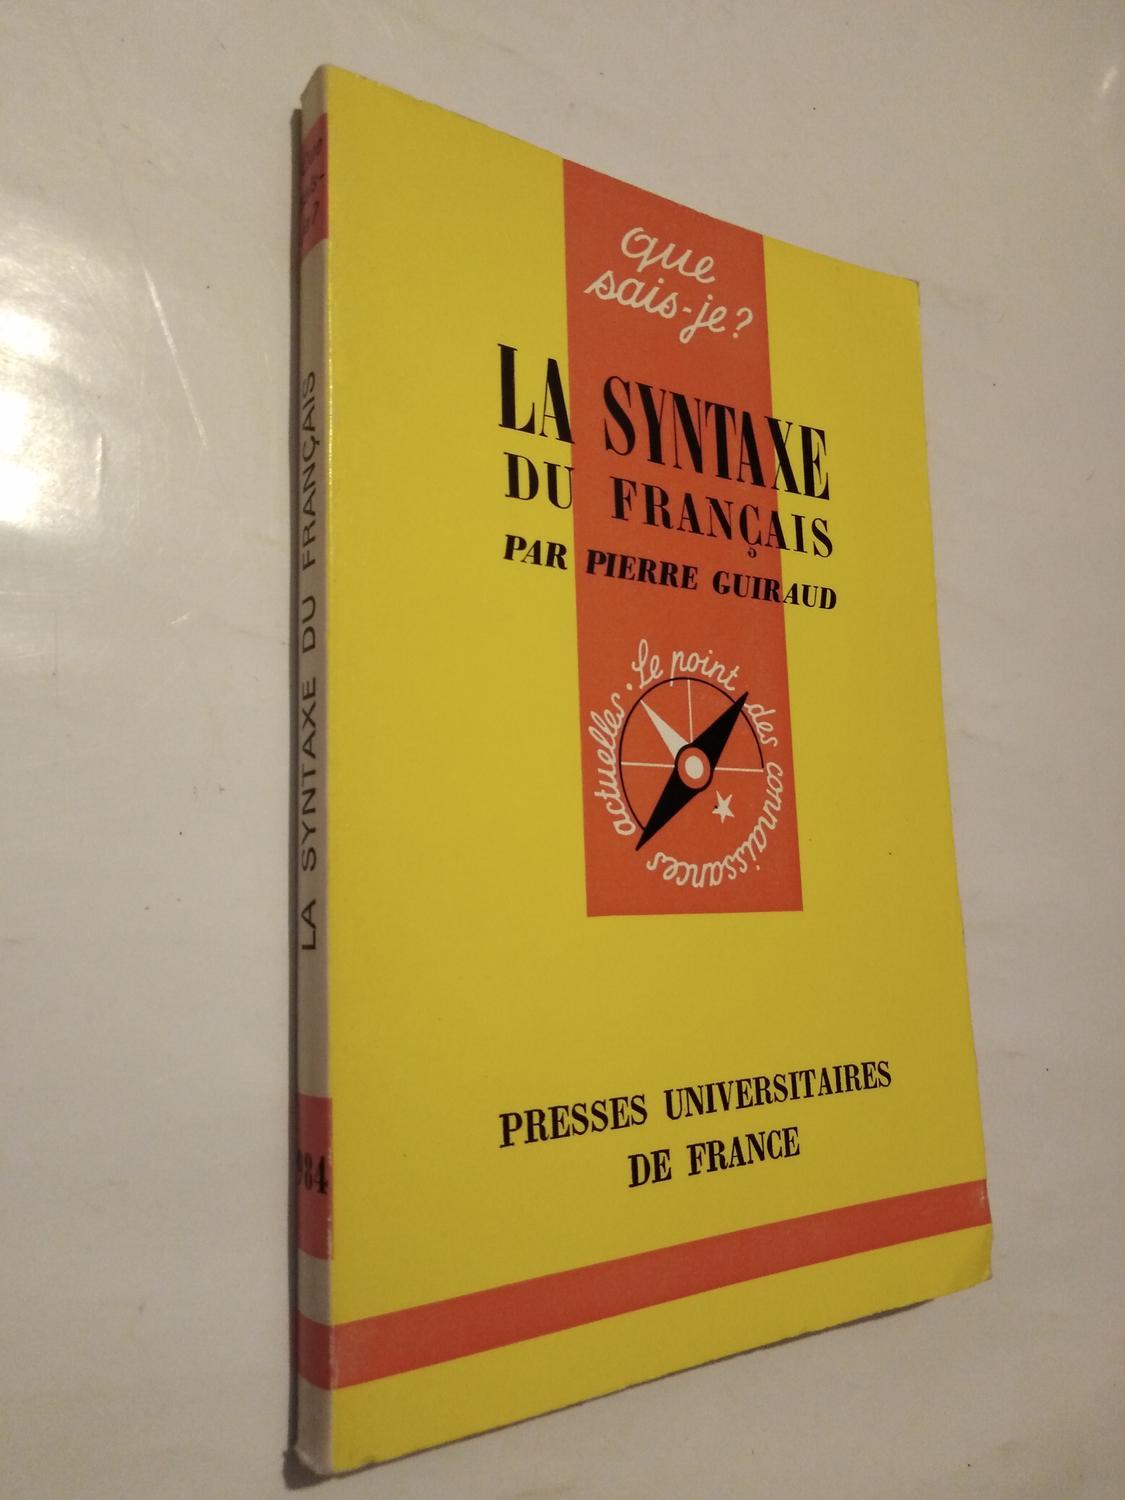 que
sais-je?
LA SYNTAXE
DU FRANÇAIS
PAR PIERRE GUIRAUD
Le point des connaissances actuelles.
PRESSES UNIVERSITAIRES
DE FRANCE
LA SYNTAXE DU FRANÇAIS
984